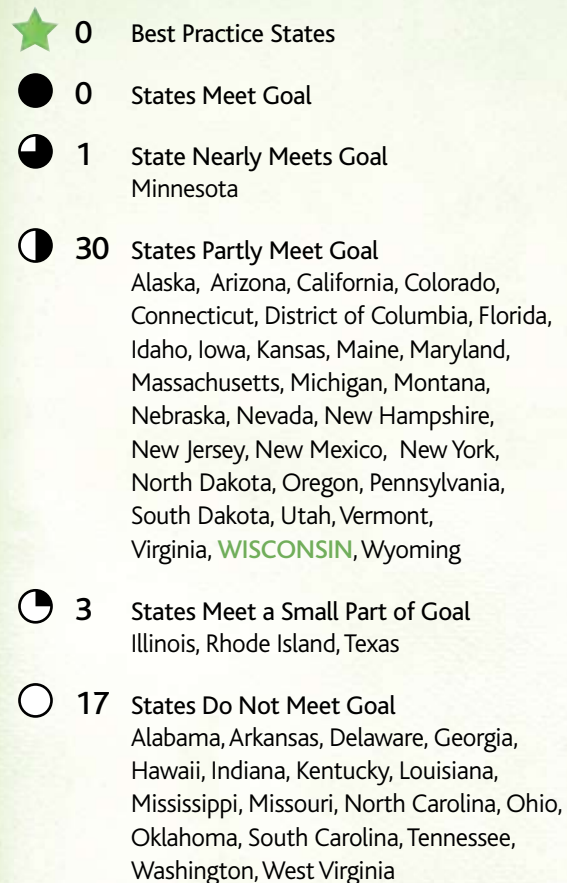 0 Best Practice States
0 States Meet Goal
1 State Nearly Meets Goal
Minnesota
30 States Partly Meet Goal
Alaska, Arizona, California, Colorado,
Connecticut, District of Columbia, Florida,
Idaho, Iowa, Kansas, Maine, Maryland,
Massachusetts, Michigan, Montana,
Nebraska, Nevada, New Hampshire,
New Jersey, New Mexico, New York,
North Dakota, Oregon, Pennsylvania,
South Dakota, Utah, Vermont,
Virginia, WISCONSIN, Wyoming
3 States Meet a Small Part of Goal
Illinois, Rhode Island, Texas
17 States Do Not Meet Goal
Alabama, Arkansas, Delaware, Georgia,
Hawaii, Indiana, Kentucky, Louisiana,
Mississippi, Missouri, North Carolina, Ohio,
Oklahoma, South Carolina, Tennessee,
Washington, West Virginia